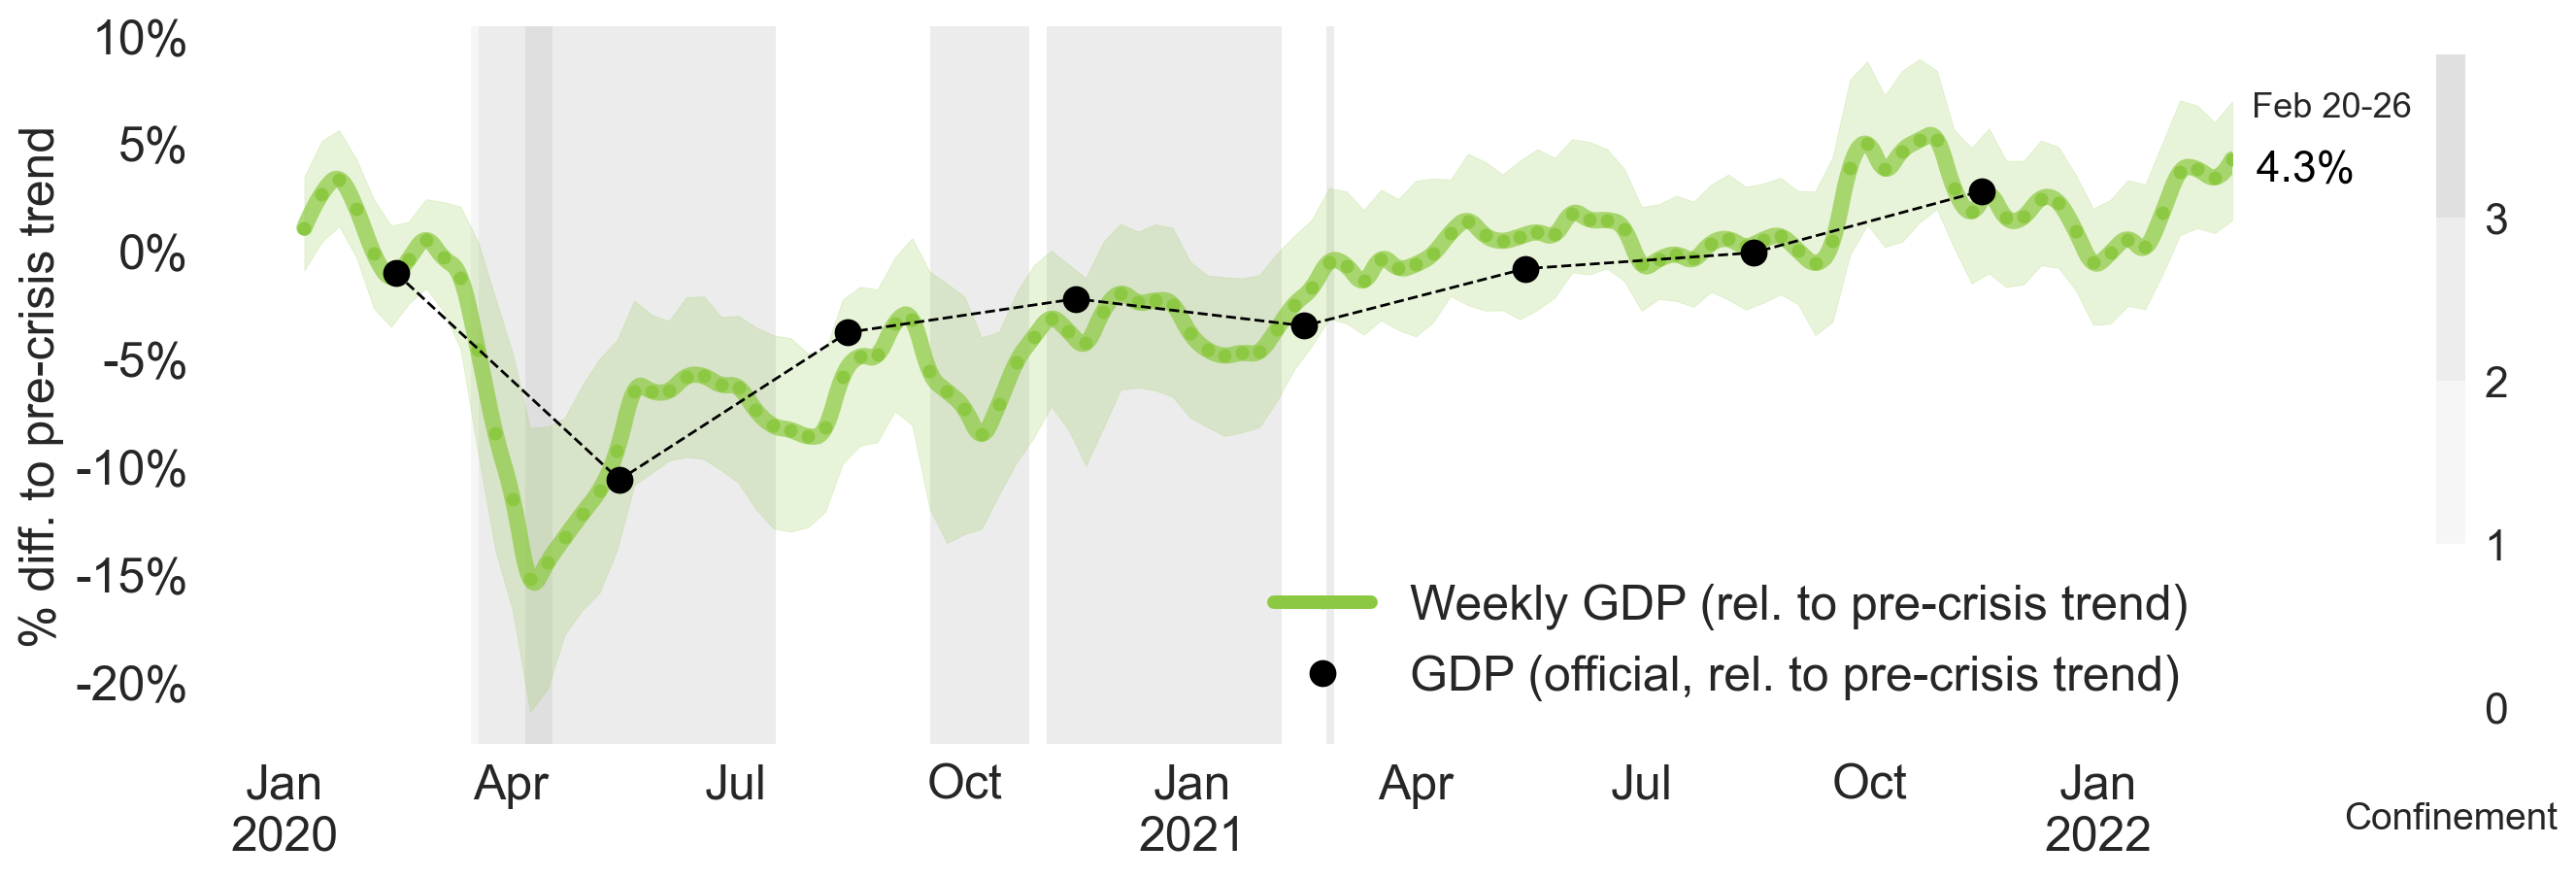 % diff. to pre-crisis trend
10%
5%
0%
-5%
-10%
-15%
-20%
Jan
2020
Apr
Jul
Oct
Jan
2021
Apr
Jul
Oct
Jan
2022
Weekly GDP (rel. to pre-crisis trend)
GDP (official, rel. to pre-crisis trend)
Feb 20-26
4.3%
3
2
1
0
Confinement